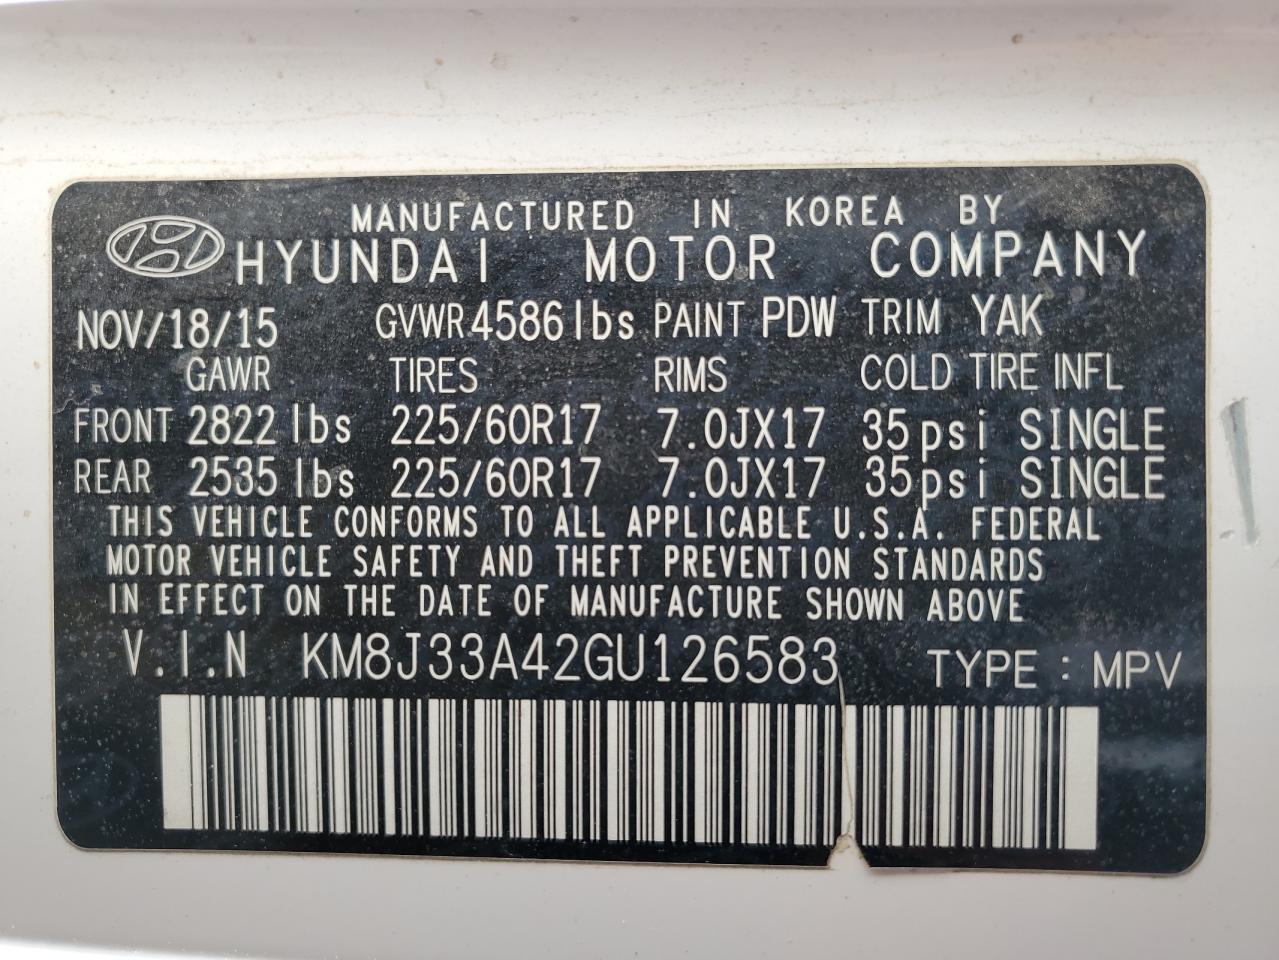 MANUFACTURED IN KOREA BY
HYUNDAI MOTOR COMPANY
NOV/18/15 GVWR 4586 lbs PAINT PDW TRIM YAK
GAWR TIRES RIMS COLD TIRE INFL
FRONT 2822 lbs 225/60R17 7.0JX17 35psi SINGLE
REAR 2535 lbs 225/60R17 7.0JX17 35psi SINGLE
THIS VEHICLE CONFORMS TO ALL APPLICABLE U.S.A. FEDERAL
MOTOR VEHICLE SAFETY AND THEFT PREVENTION STANDARDS
IN EFFECT ON THE DATE OF MANUFACTURE SHOWN ABOVE
V.I.N KM8J33A42GU126583 TYPE : MPV